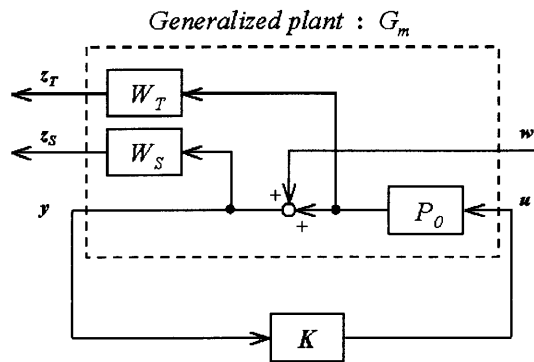 Generalized plant : G_m
z_T
W_T
z_S
W_S
w
+
y
P_0
u
+
K